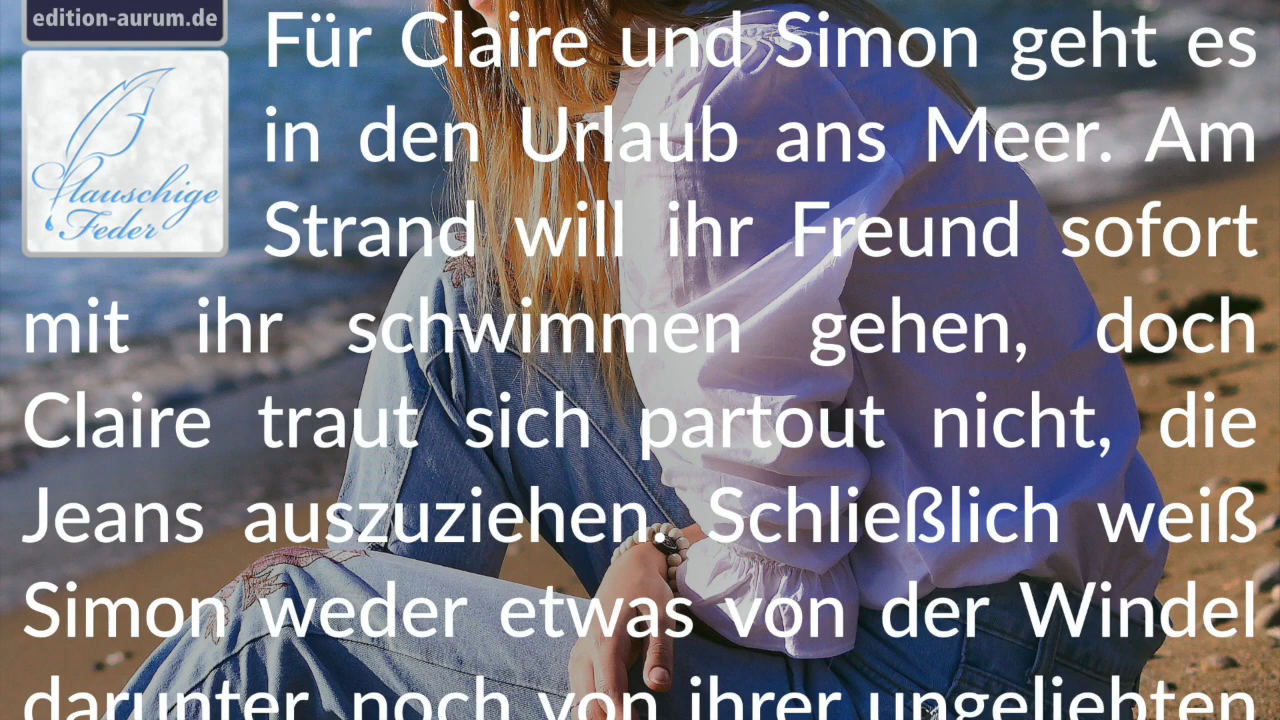 edition-aurum.de
Flauschige
Feder
Für Claire und Simon geht es
in den Urlaub ans Meer. Am
Strand will ihr Freund sofort
mit ihr schwimmen gehen, doch
Claire traut sich partout nicht, die
Jeans auszuziehen. Schließlich weiß
Simon weder etwas von der Windel
darunter, noch von ihrer ungeliebten